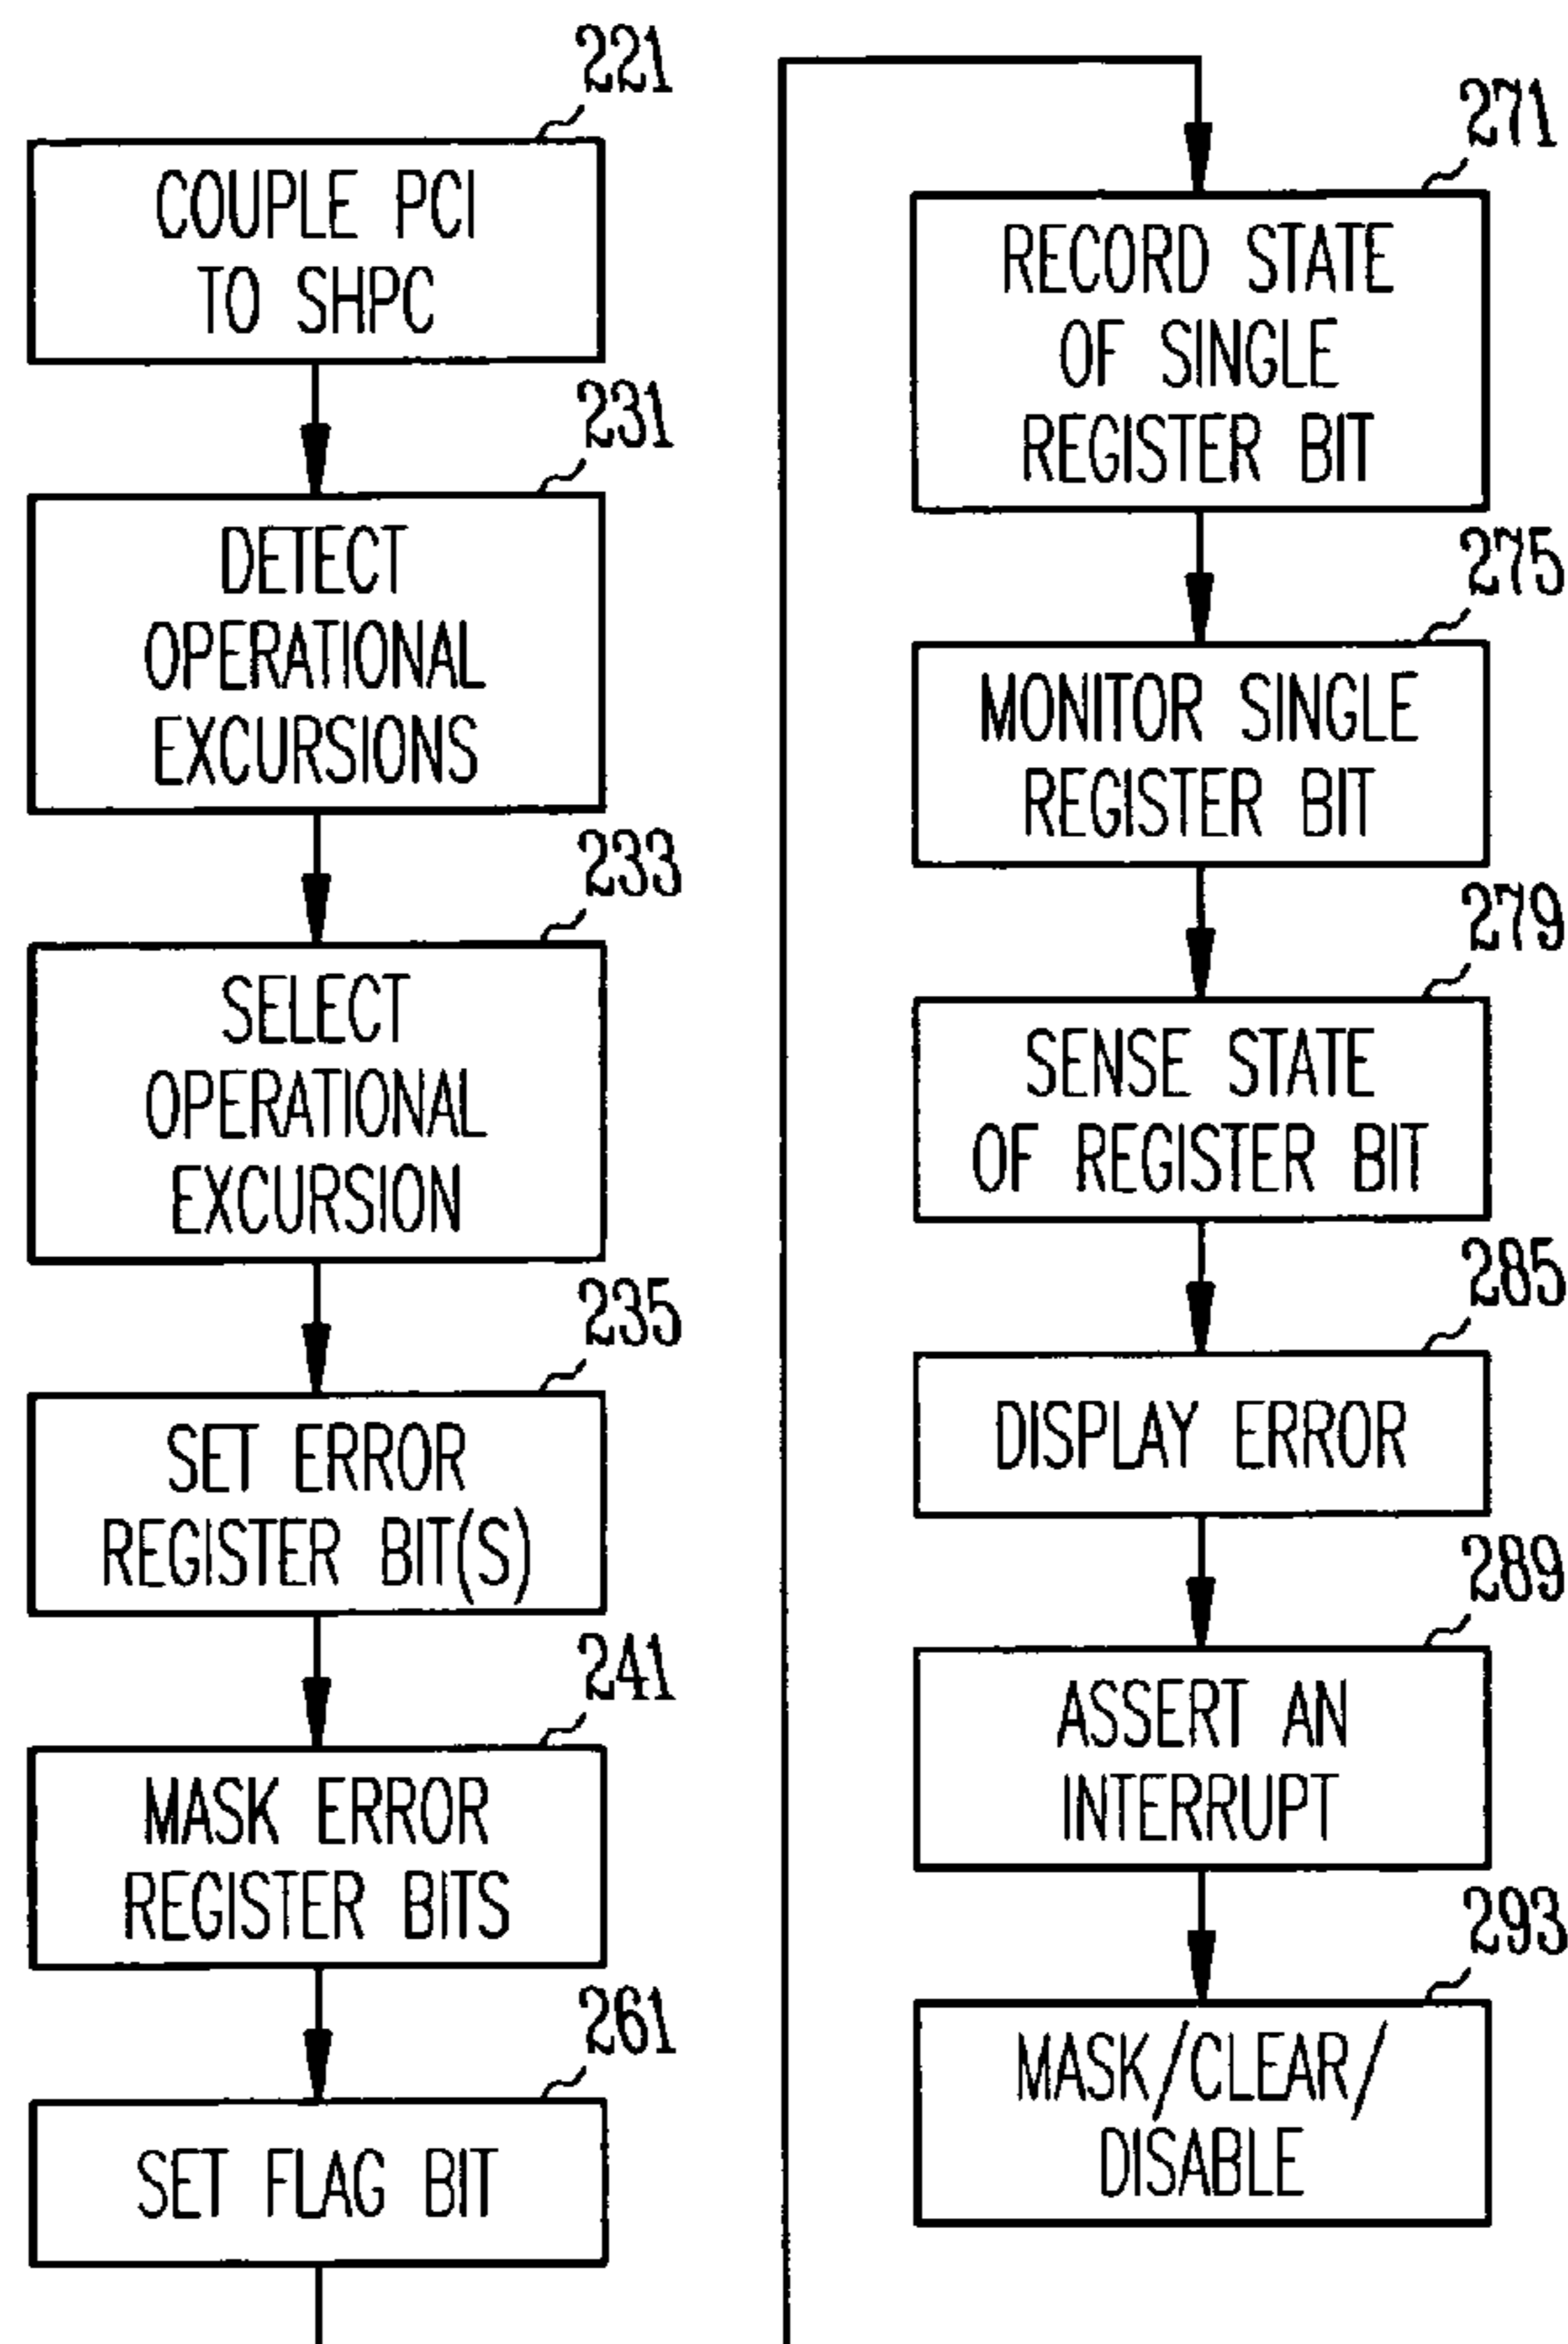 221
COUPLE PCI
TO SHPC
231
DETECT
OPERATIONAL
EXCURSIONS
233
SELECT
OPERATIONAL
EXCURSION
235
SET ERROR
REGISTER BIT(S)
241
MASK ERROR
REGISTER BITS
261
SET FLAG BIT
271
RECORD STATE
OF SINGLE
REGISTER BIT
275
MONITOR SINGLE
REGISTER BIT
279
SENSE STATE
OF REGISTER BIT
285
DISPLAY ERROR
289
ASSERT AN
INTERRUPT
293
MASK/CLEAR/
DISABLE